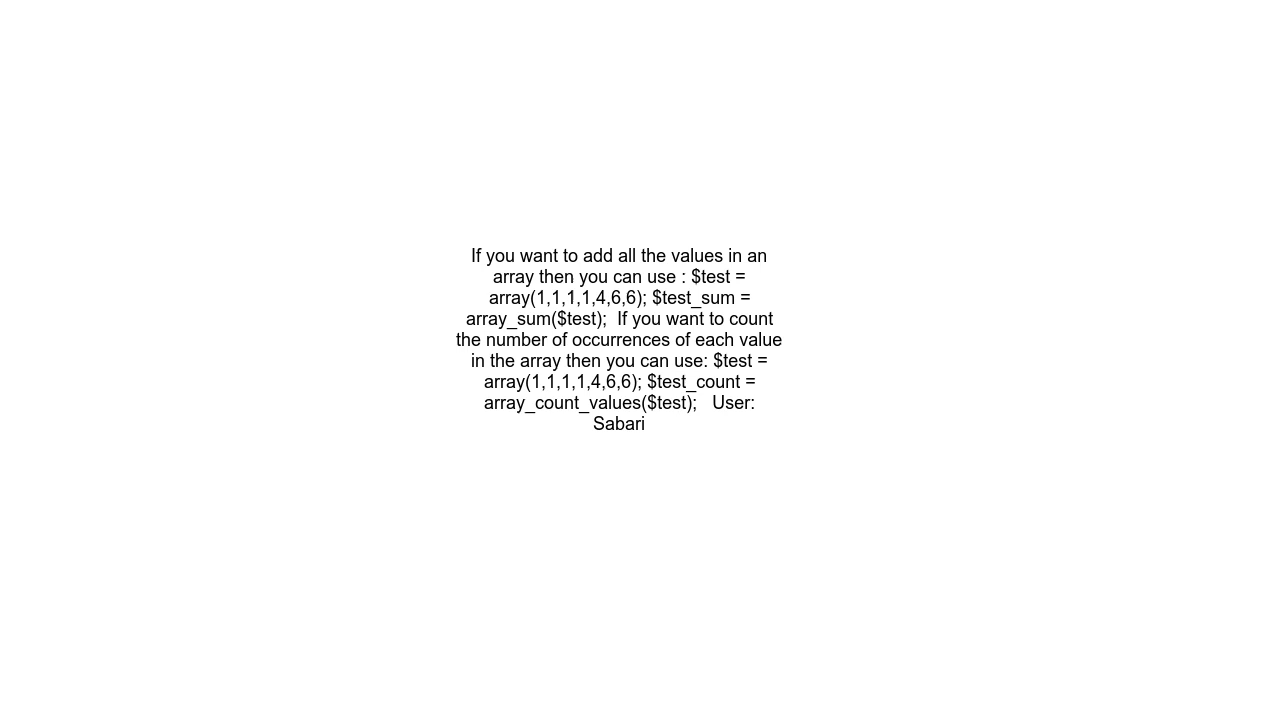 If you want to add all the values in an
array then you can use : $test =
array(1,1,1,1,4,6,6); $test_sum =
array_sum($test);  If you want to count
the number of occurrences of each value
in the array then you can use: $test =
array(1,1,1,1,4,6,6); $test_count =
array_count_values($test);   User:
Sabari